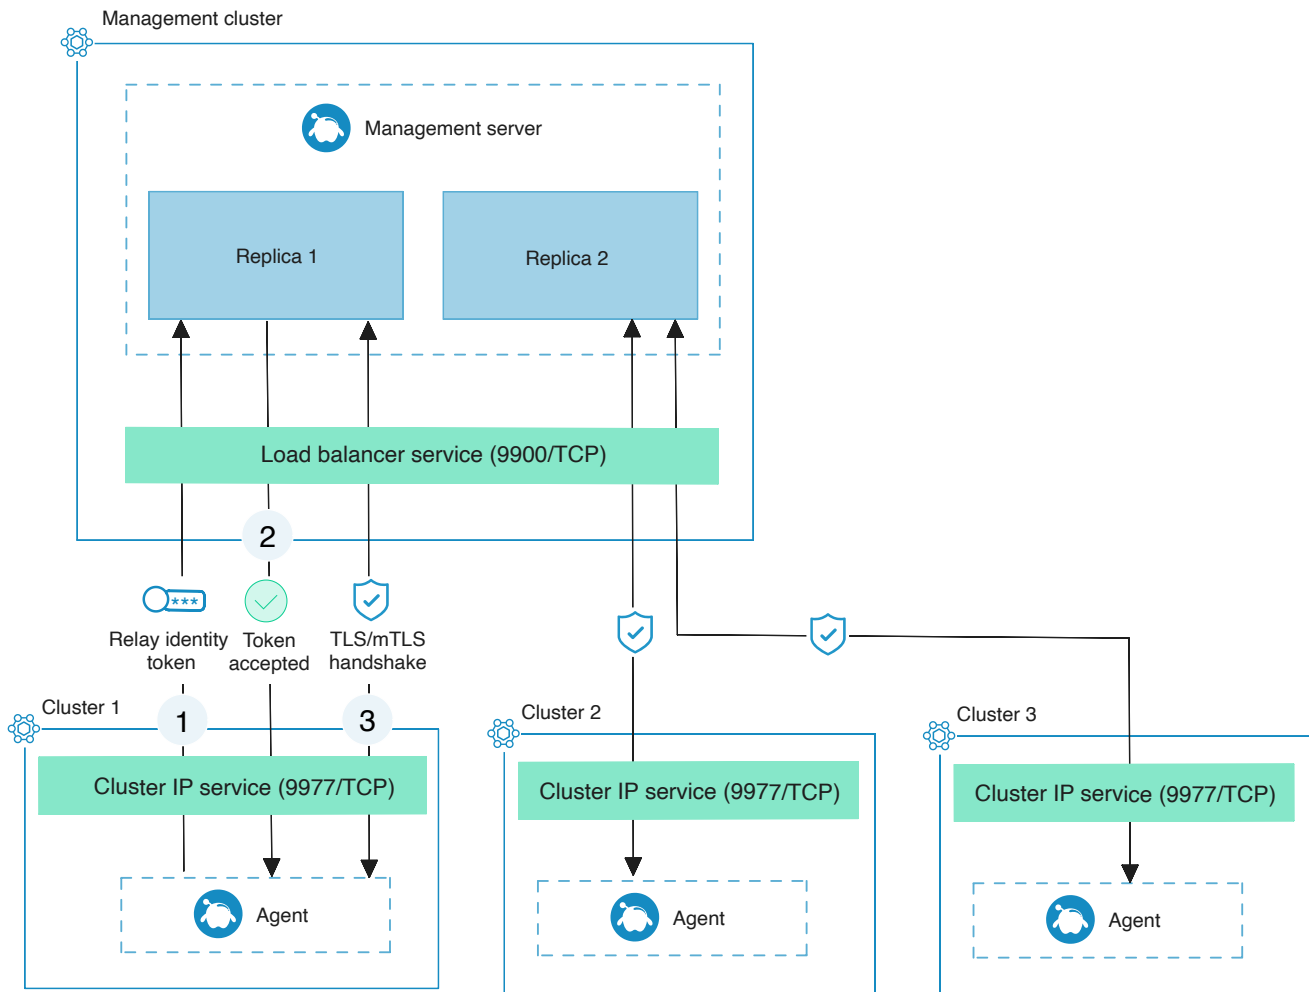 Management cluster
Management server
Replica 1
Replica 2
Load balancer service (9900/TCP)
2
***
Relay identity
token
Token
accepted
TLS/mTLS
handshake
Cluster 1
1
3
Cluster 2
Cluster 3
Cluster IP service (9977/TCP)
Cluster IP service (9977/TCP)
Cluster IP service (9977/TCP)
Agent
Agent
Agent